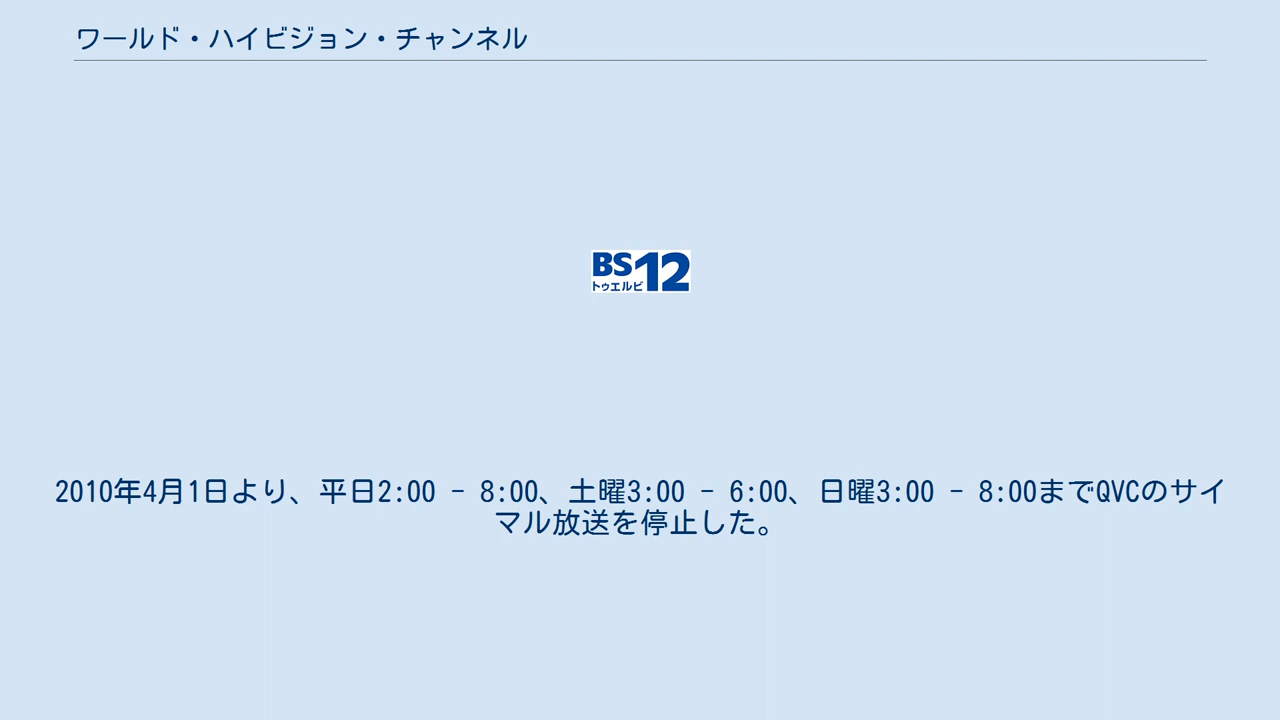 ワールド・ハイビジョン・チャンネル
BS12
トゥエルビ
2010年4月1日より、平日2:00 - 8:00、土曜3:00 - 6:00、日曜3:00 - 8:00までQVCのサイ
マル放送を停止した。